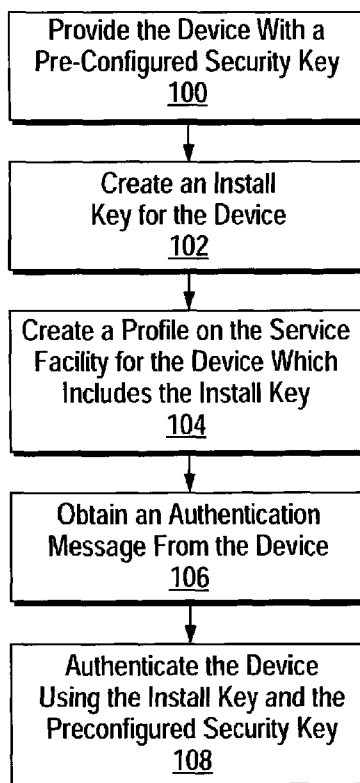 Provide the Device With a
Pre-Configured Security Key
100
Create an Install
Key for the Device
102
Create a Profile on the Service
Facility for the Device Which
Includes the Install Key
104
Obtain an Authentication
Message From the Device
106
Authenticate the Device
Using the Install Key and the
Preconfigured Security Key
108